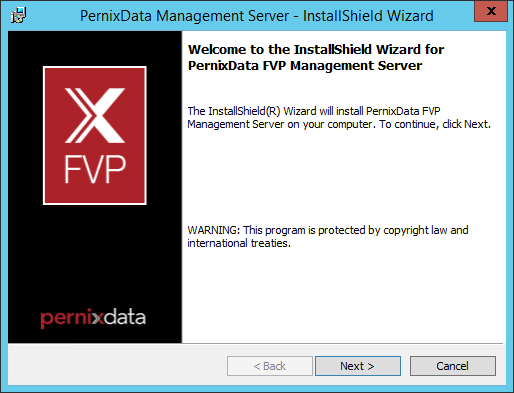 PernixData Management Server - InstallShield Wizard
X
Welcome to the InstallShield Wizard for
PernixData FVP Management Server
The InstallShield(R) Wizard will install PernixData FVP
Management Server on your computer. To continue, click Next.
FVP
WARNING: This program is protected by copyright law and
international treaties.
pernixdata
< Back
Next >
Cancel